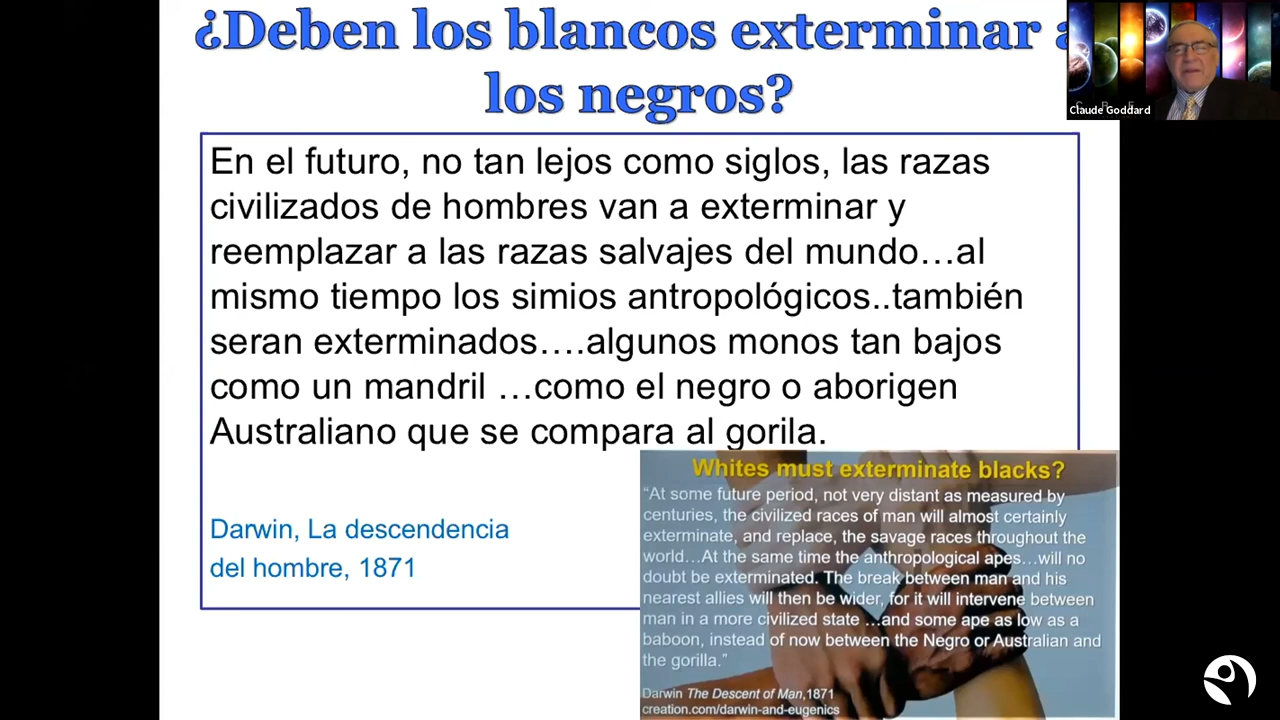 ¿Deben los blancos exterminar a
los negros?
Claude Goddard
En el futuro, no tan lejos como siglos, las razas
civilizados de hombres van a exterminar y
reemplazar a las razas salvajes del mundo…al
mismo tiempo los simios antropológicos..también
seran exterminados….algunos monos tan bajos
como un mandril …como el negro o aborigen
Australiano que se compara al gorila.
Darwin, La descendencia
del hombre, 1871
Whites must exterminate blacks?
“At some future period, not very distant as measured by
centuries, the civilized races of man will almost certainly
exterminate, and replace, the savage races throughout the
world…At the same time the anthropological apes…will no
doubt be exterminated. The break between man and his
nearest allies will then be wider, for it will intervene between
man in a more civilized state …and some ape as low as a
baboon, instead of now between the Negro or Australian and
the gorilla.”
Darwin The Descent of Man,1871
creation.com/darwin-and-eugenics